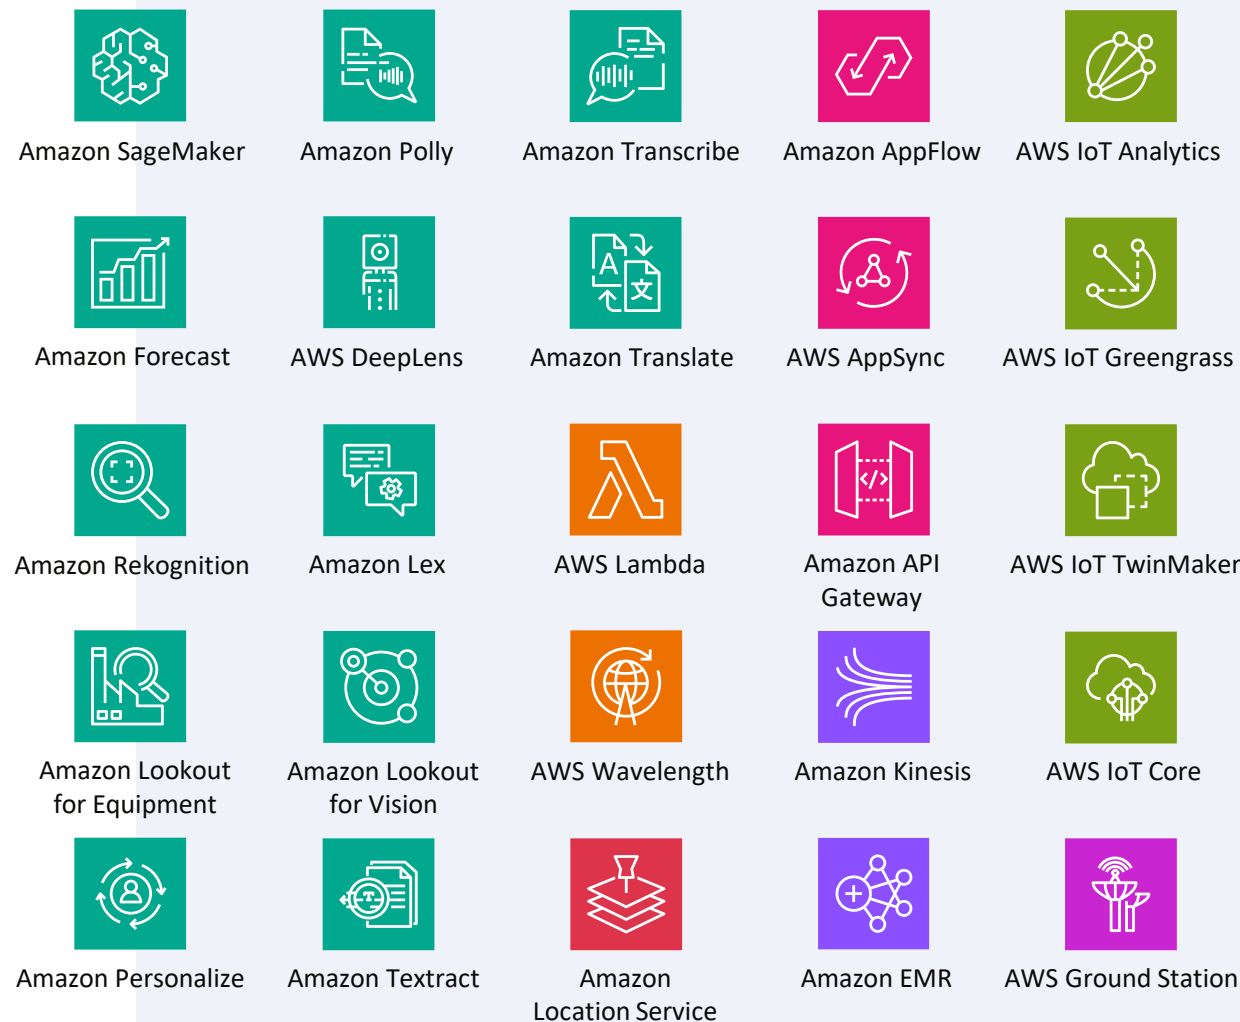 Amazon SageMaker
Amazon Polly
Amazon Transcribe
Amazon AppFlow
AWS IoT Analytics
A
文
Amazon Forecast
AWS DeepLens
Amazon Translate
AWS AppSync
AWS IoT Greengrass
</>
Amazon Rekognition
Amazon Lex
AWS Lambda
Amazon API
Gateway
AWS IoT TwinMaker
Amazon Lookout
for Equipment
Amazon Lookout
for Vision
AWS Wavelength
Amazon Kinesis
AWS IoT Core
T
Amazon Personalize
Amazon Textract
Amazon
Location Service
Amazon EMR
AWS Ground Station